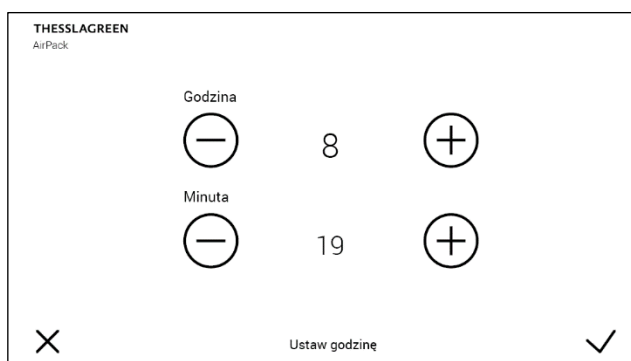 THESSLAGREEN
AirPack
Godzina
8
Minuta
19
Ustaw godzinę